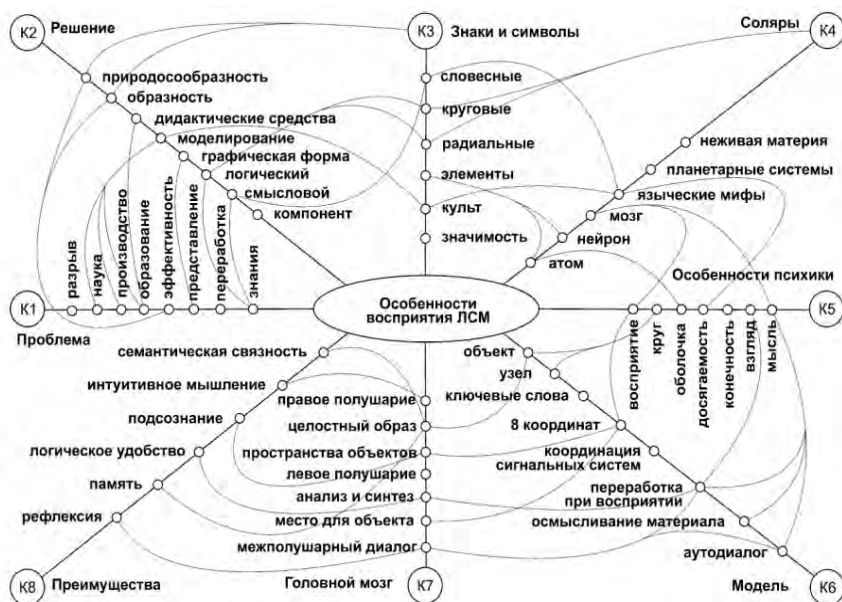 К2
Решение
природосообразность
образность
дидактические средства
моделирование
графическая форма
логический
смысловой
компонент
К3
Знаки и символы
словесные
круговые
радиальные
элементы
культ
значимость
Соляры
К4
неживая материя
планетарные системы
языческие мифы
мозг
нейрон
атом
К1
Проблема
разрыв
наука
производство
образование
эффективность
представление
переработка
знания
Особенности
восприятия ЛСМ
Особенности психики
К5
восприятие
круг
оболочка
досягаемость
конечность
взгляд
мысль
семантическая связность
интуитивное мышление
подсознание
логическое удобство
память
рефлексия
К8
Преимущества
правое полушарие
целостный образ
пространства объектов
левое полушарие
анализ и синтез
место для объекта
межполушарный диалог
Головной мозг
К7
объект
узел
ключевые слова
8 координат
координация
сигнальных систем
переработка
при восприятии
осмысливание материала
аутодиалог
Модель
К6